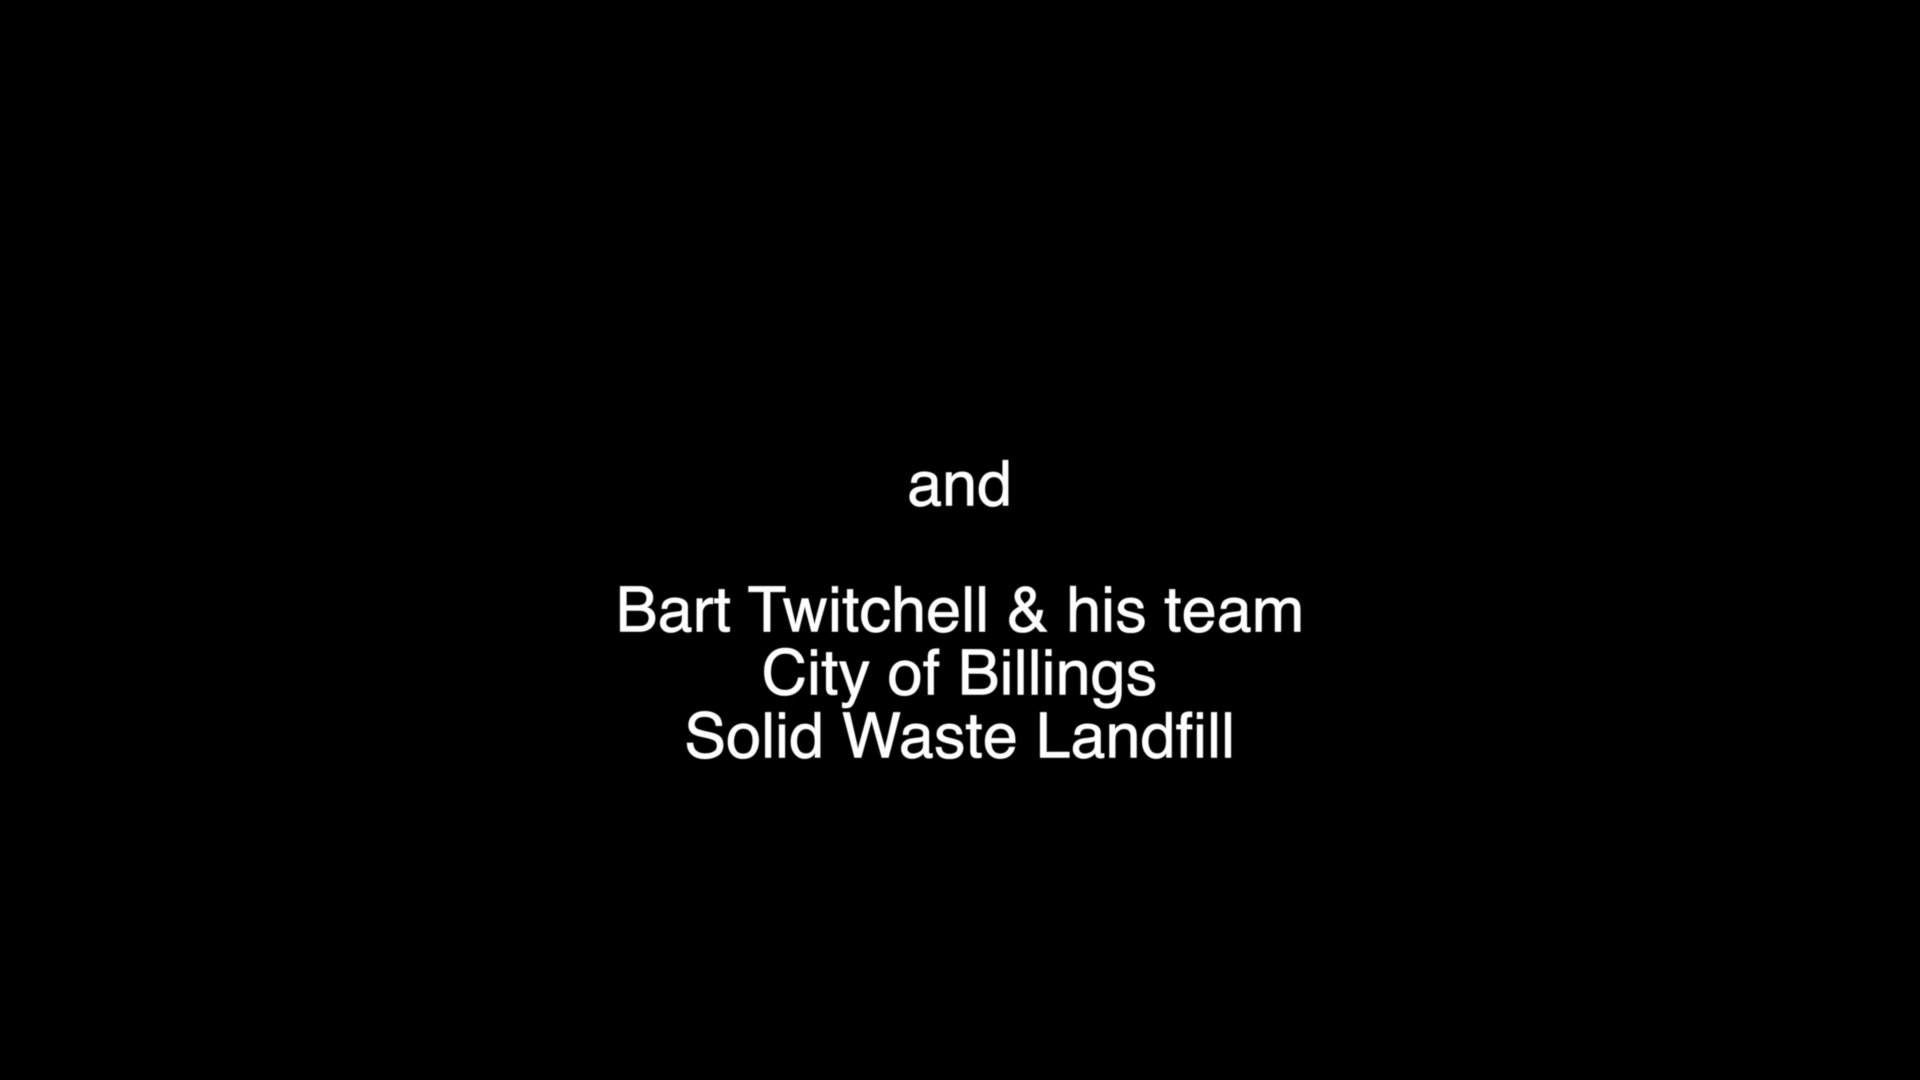 and
Bart Twitchell & his team
City of Billings
Solid Waste Landfill